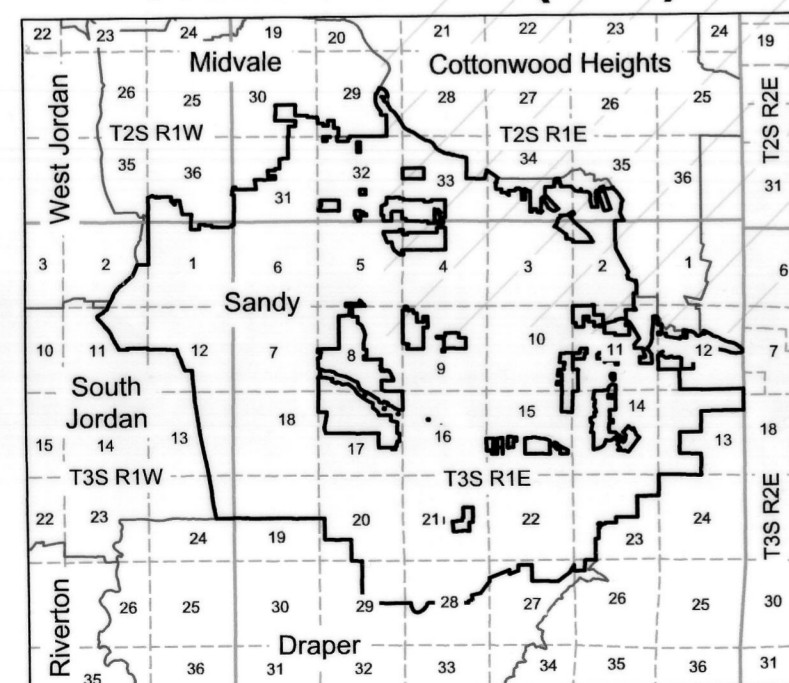 22 23 24 19 20 21 22 23 24 19
Midvale
Cottonwood Heights
26 25 30 29 28 27 26 25
T2S R1W
T2S R1E
T2S R2E
West Jordan
35 36 31 32 33 34 35 36 31
3 2 1 6 5 4 3 2 1 6
Sandy
10 11 12 7 8 9 10 11 12 7
South
Jordan
15 14 13 18 17 16 15 14 13 18
T3S R1W
T3S R1E
T3S R2E
22 23 24 19 20 21 22 23 24
Riverton
26 25 30 29 28 27 26 25 30
Draper
35 36 31 32 33 34 35 36 31